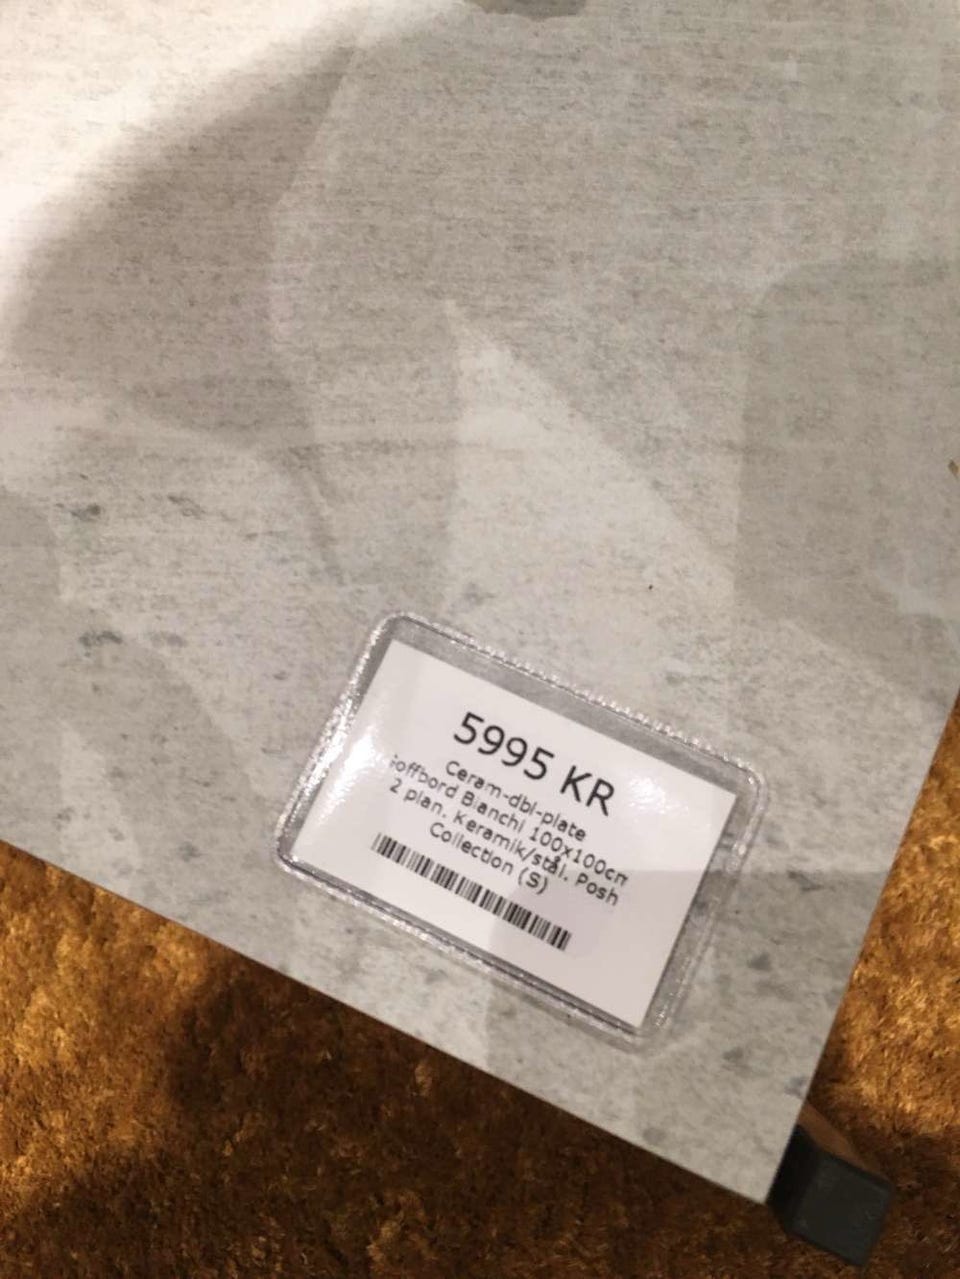 5995 KR
Ceram-dbl-plate
soffbord Bianchi 100x100cm
2 plan. Keramik/stål. Posh
Collection (S)